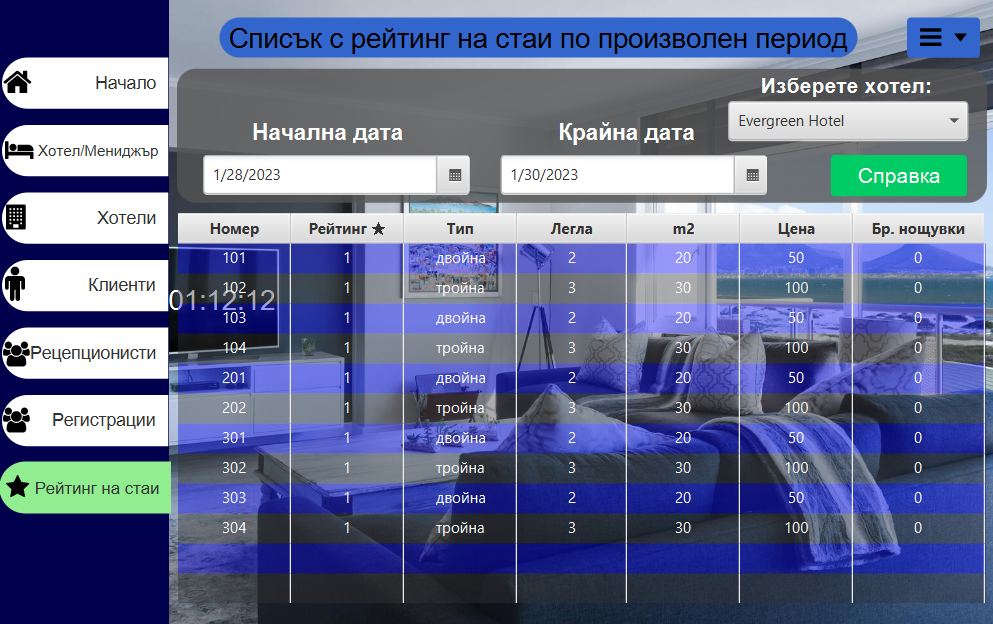 Списък с рейтинг на стаи по произволен период
Начало
Хотел/Мениджър
Хотели
Клиенти
Рецепционисти
Регистрации
Рейтинг на стаи
Изберете хотел:
Evergreen Hotel
Начална дата
Крайна дата
1/28/2023
1/30/2023
Справка
01:12:12
Номер Рейтинг ★ Тип Легла m2 Цена Бр. нощувки
101 1 двойна 2 20 50 0
102 1 тройна 3 30 100 0
103 1 двойна 2 20 50 0
104 1 тройна 3 30 100 0
201 1 двойна 2 20 50 0
202 1 тройна 3 30 100 0
301 1 двойна 2 20 50 0
302 1 тройна 3 30 100 0
303 1 двойна 2 20 50 0
304 1 тройна 3 30 100 0